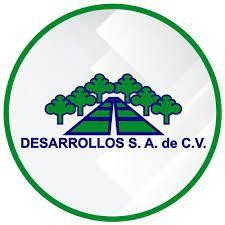 DESARROLLOS S. A. de C.V.